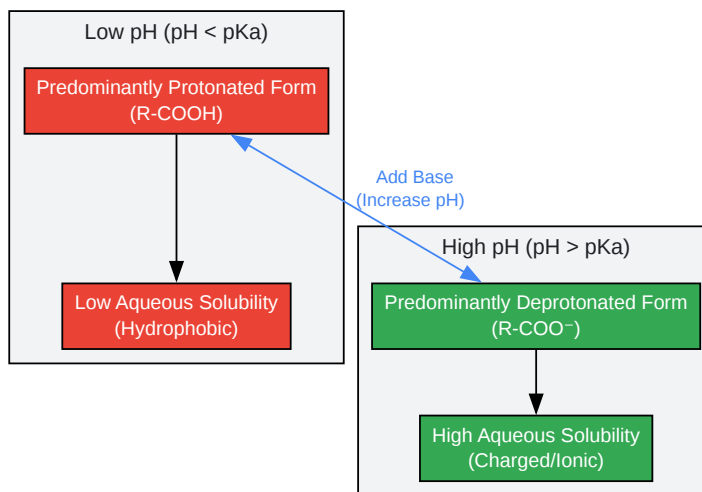 Low pH (pH < pKa)
Predominantly Protonated Form
(R-COOH)
Add Base
(Increase pH)
High pH (pH > pKa)
Low Aqueous Solubility
(Hydrophobic)
Predominantly Deprotonated Form
(R-COO⁻)
High Aqueous Solubility
(Charged/Ionic)